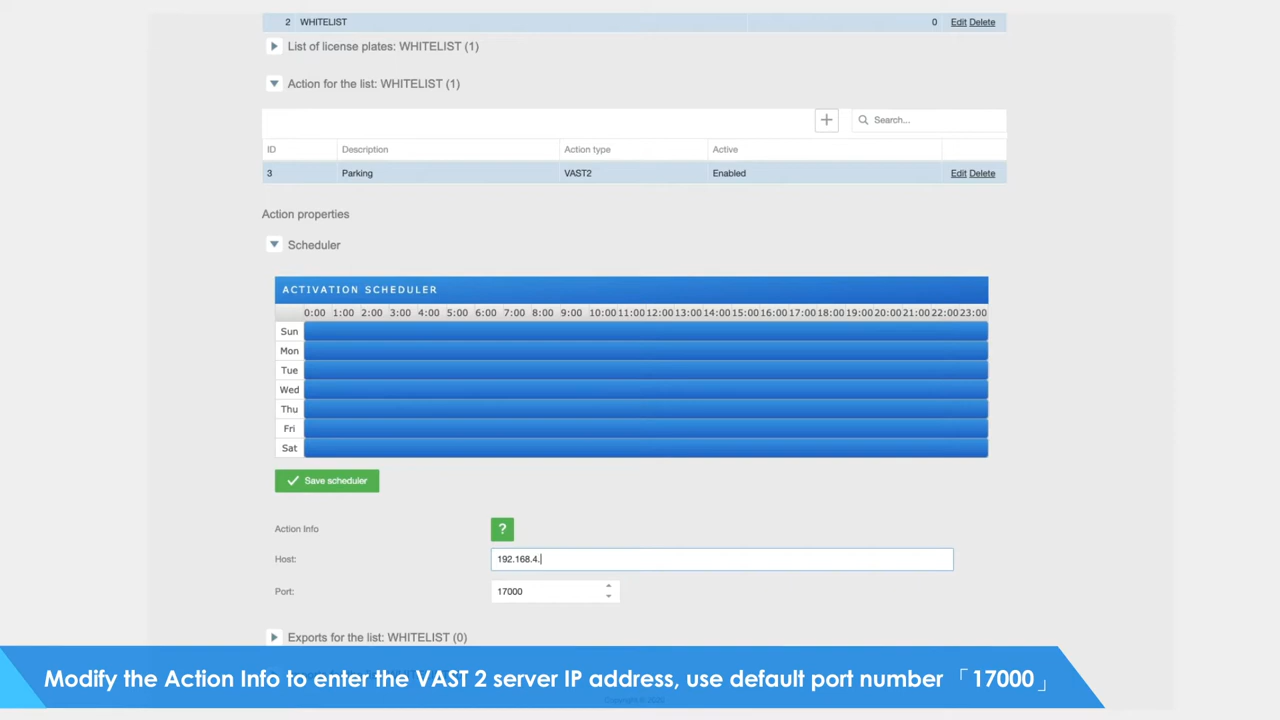 2 WHITELIST 0 Edit Delete
List of license plates: WHITELIST (1)
Action for the list: WHITELIST (1)
Search...
ID Description Action type Active
3 Parking VAST2 Enabled Edit Delete
Action properties
Scheduler
ACTIVATION SCHEDULER
0:00 1:00 2:00 3:00 4:00 5:00 6:00 7:00 8:00 9:00 10:00 11:00 12:00 13:00 14:00 15:00 16:00 17:00 18:00 19:00 20:00 21:00 22:00 23:00
Sun
Mon
Tue
Wed
Thu
Fri
Sat
Save scheduler
Action Info ?
Host: 192.168.4.
Port: 17000
Exports for the list: WHITELIST (0)
Modify the Action Info to enter the VAST 2 server IP address, use default port number 「17000」